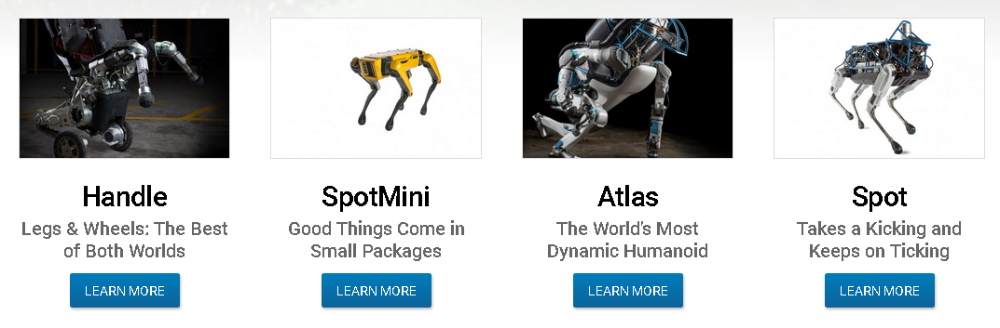 Handle
Legs & Wheels: The Best
of Both Worlds
LEARN MORE
SpotMini
Good Things Come in
Small Packages
LEARN MORE
Atlas
The World's Most
Dynamic Humanoid
LEARN MORE
Spot
Takes a Kicking and
Keeps on Ticking
LEARN MORE